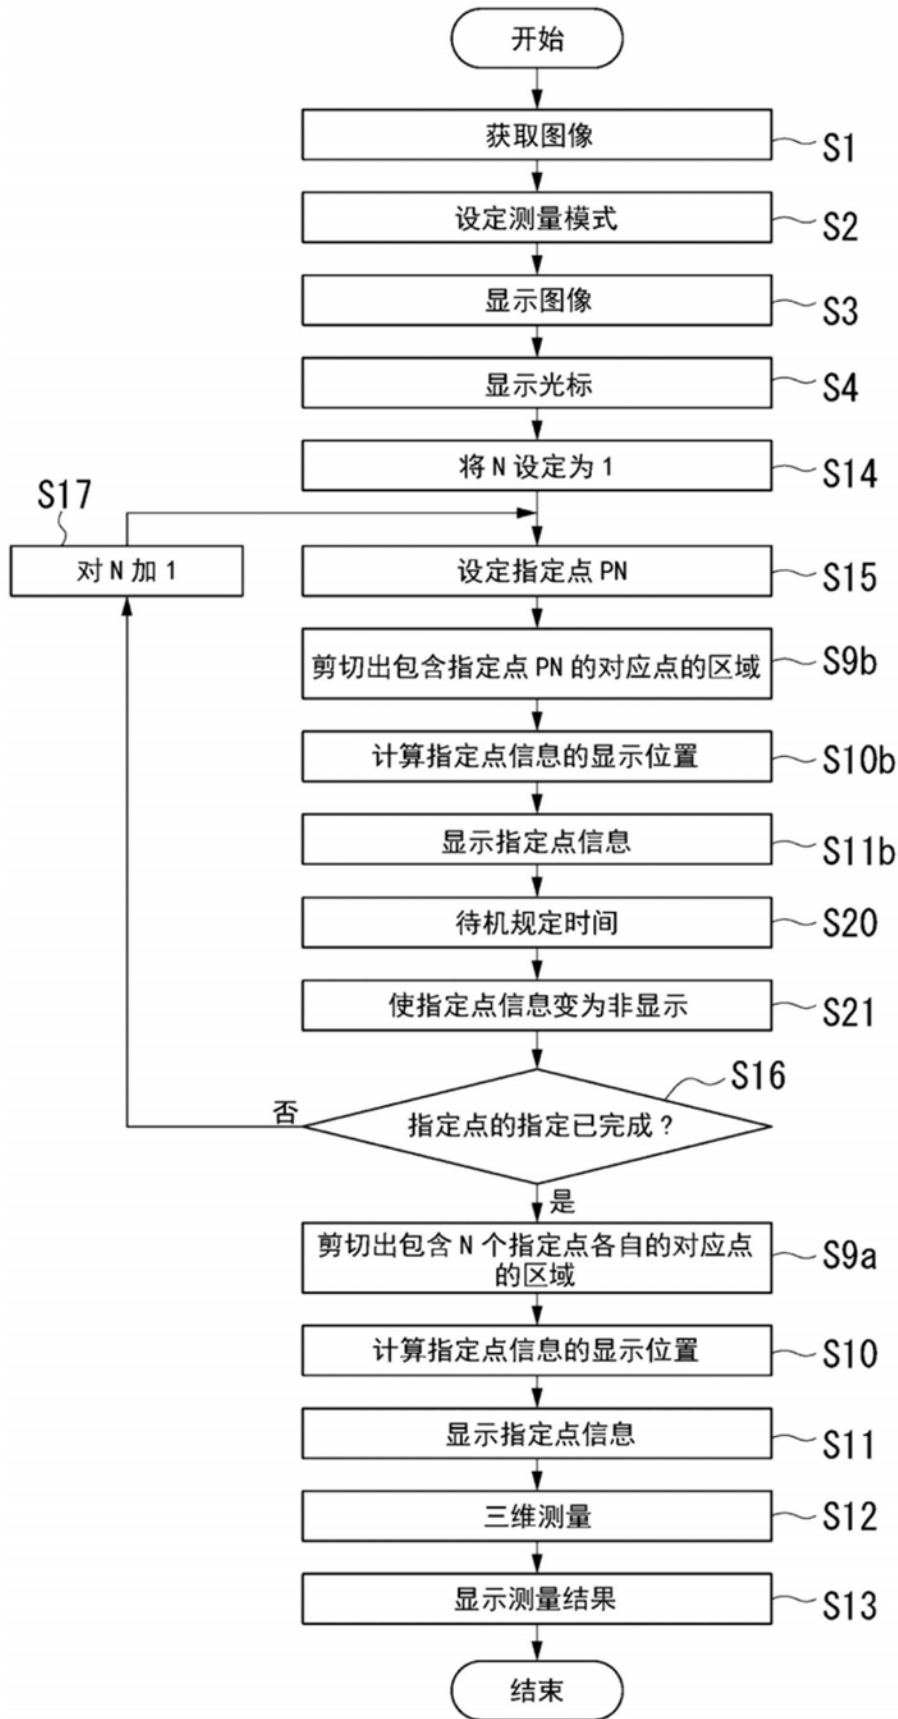 开始
获取图像
S1
设定测量模式
S2
显示图像
S3
显示光标
S4
将 N 设定为 1
S14
S17
对 N 加 1
设定指定点 PN
S15
剪切出包含指定点 PN 的对应点的区域
S9b
计算指定点信息的显示位置
S10b
显示指定点信息
S11b
待机规定时间
S20
使指定点信息变为非显示
S21
S16
否
指定点的指定已完成?
是
剪切出包含 N 个指定点各自的对应点
的区域
S9a
计算指定点信息的显示位置
S10
显示指定点信息
S11
三维测量
S12
显示测量结果
S13
结束